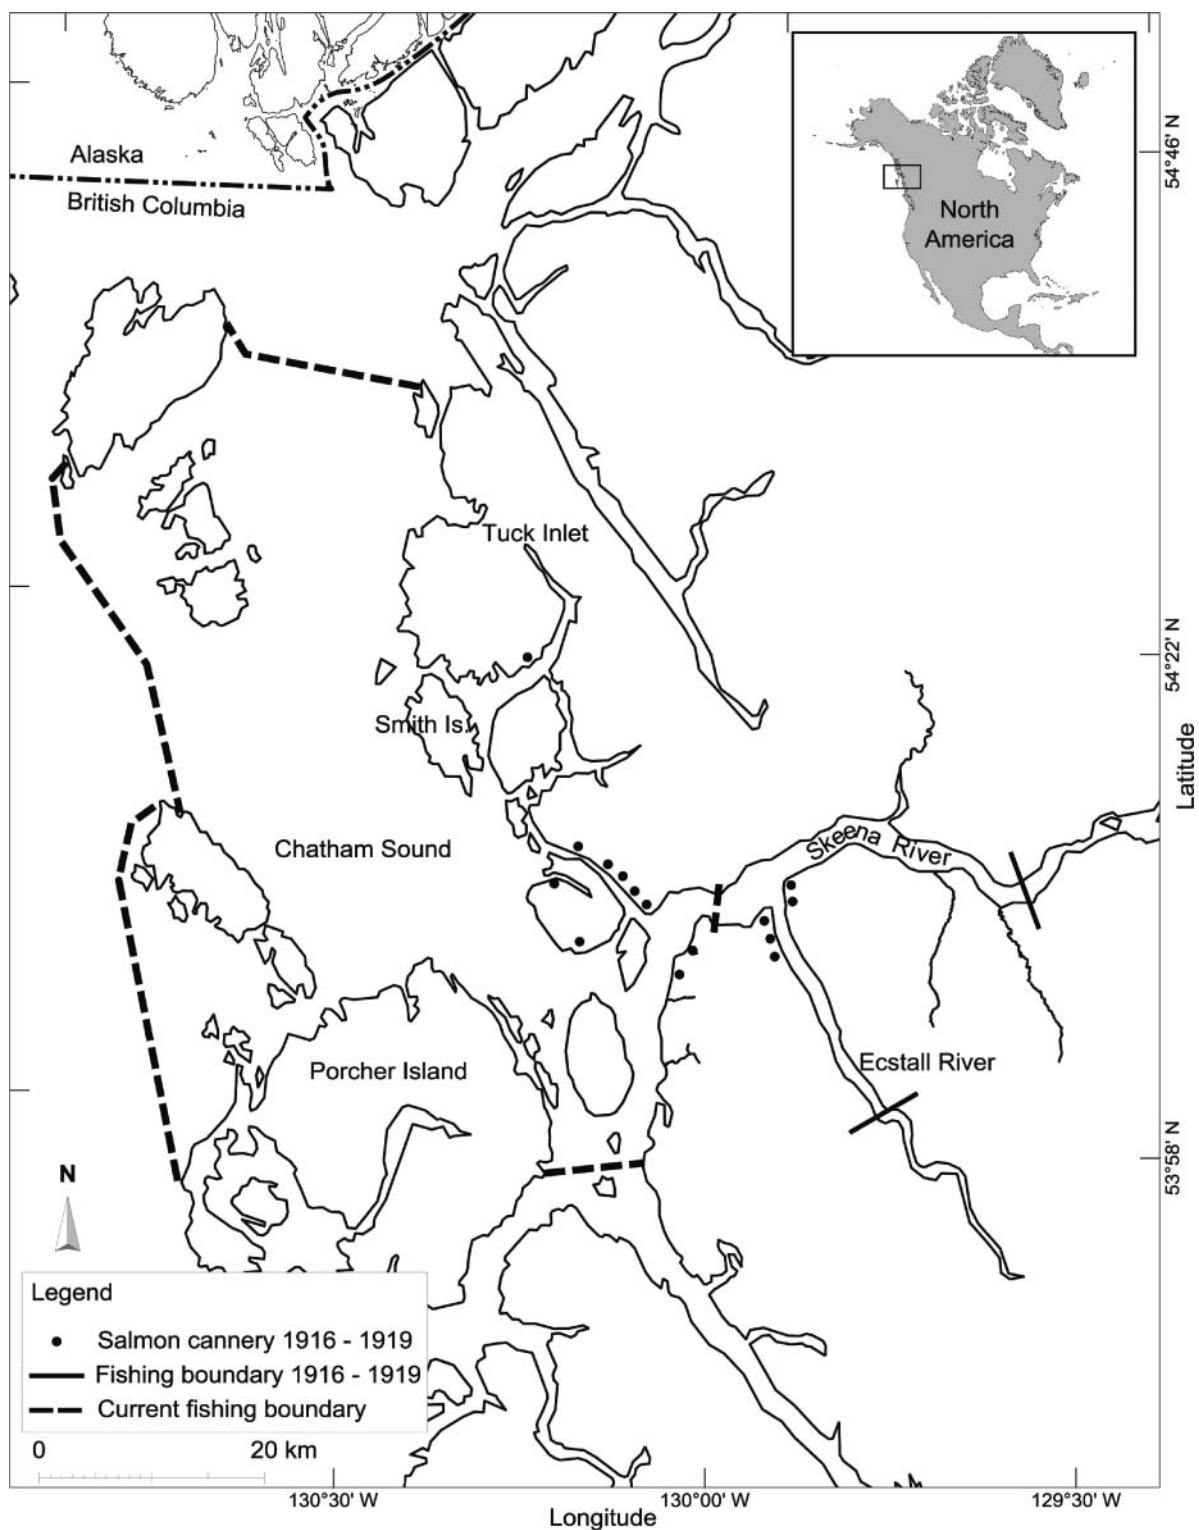 Alaska
British Columbia
North
America
54°46' N
Tuck Inlet
54°22' N
Smith Is.
Latitude
Chatham Sound
Skeena River
Porcher Island
Ecstall River
53°58' N
N
Legend
Salmon cannery 1916 - 1919
Fishing boundary 1916 - 1919
Current fishing boundary
0 20 km
130°30' W 130°00' W 129°30' W
Longitude